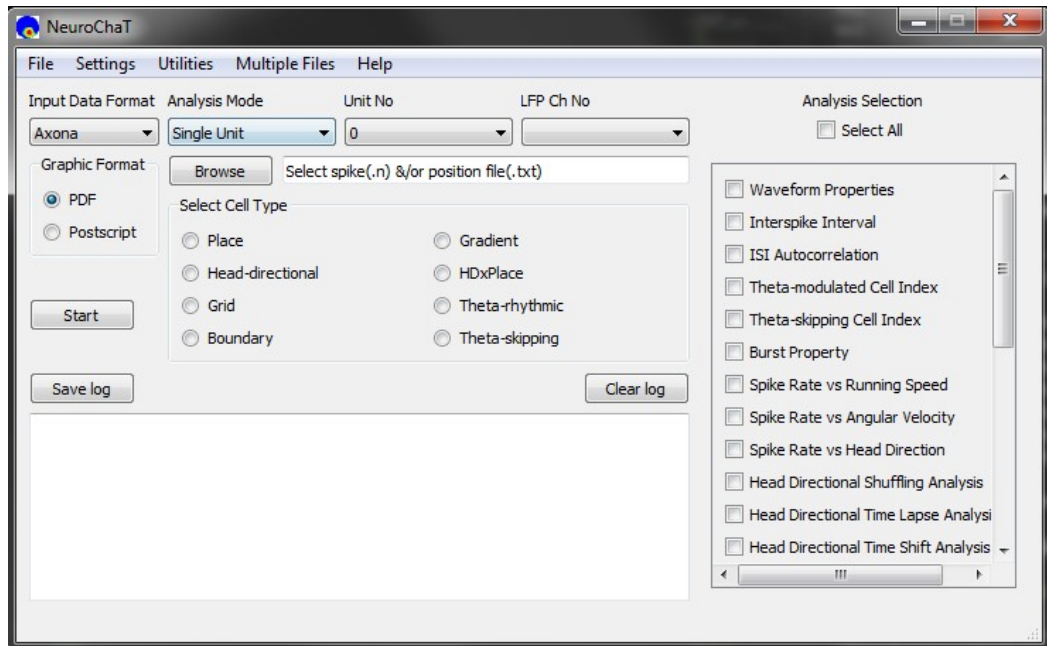 NeuroChaT
File Settings Utilities Multiple Files Help
Input Data Format Analysis Mode Unit No LFP Ch No
Axona Single Unit 0
Graphic Format
PDF
Postscript
Browse Select spike(.n) &/or position file(.txt)
Select Cell Type
Place Gradient
Head-directional HDxPlace
Grid Theta-rhythmic
Boundary Theta-skipping
Start
Save log Clear log
Analysis Selection
Select All
Waveform Properties
Interspike Interval
ISI Autocorrelation
Theta-modulated Cell Index
Theta-skipping Cell Index
Burst Property
Spike Rate vs Running Speed
Spike Rate vs Angular Velocity
Spike Rate vs Head Direction
Head Directional Shuffling Analysis
Head Directional Time Lapse Analysi
Head Directional Time Shift Analysis